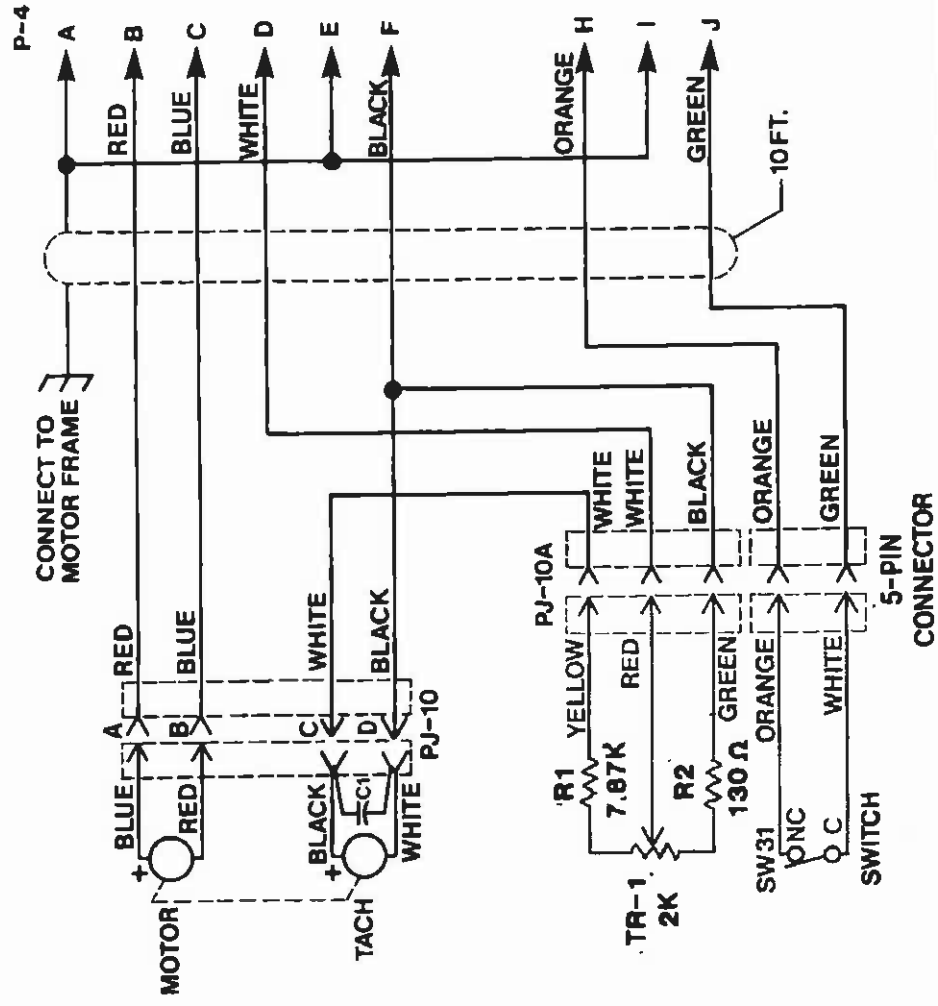 P-4
A
B
C
D
E
F
H
I
J
RED
BLUE
WHITE
BLACK
ORANGE
GREEN
10 FT.
CONNECT TO
MOTOR FRAME
RED
BLUE
WHITE
BLACK
A
B
C
D
PJ-10
BLUE
RED
BLACK
WHITE
C1
+
+
MOTOR
TACH
WHITE
WHITE
BLACK
ORANGE
GREEN
PJ-10A
5-PIN
CONNECTOR
YELLOW
RED
GREEN
ORANGE
WHITE
R1
7.87K
R2
130 Ω
TR-1
2K
SW31
NC
C
SWITCH